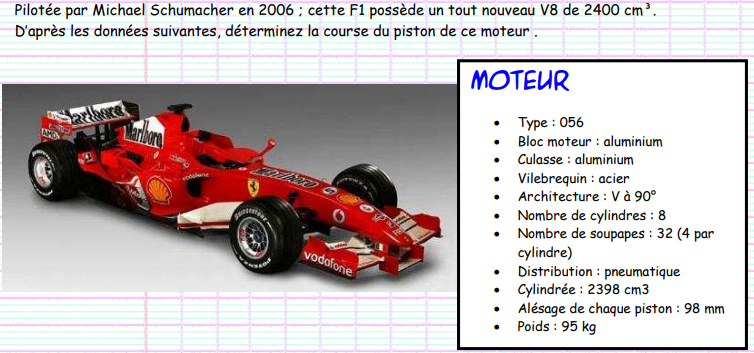 Pilotée par Michael Schumacher en 2006 ; cette F1 possède un tout nouveau V8 de 2400 cm³.
D'après les données suivantes, déterminez la course du piston de ce moteur .
MOTEUR
• Type : 056
• Bloc moteur : aluminium
• Culasse : aluminium
• Vilebrequin : acier
• Architecture : V à 90°
• Nombre de cylindres : 8
• Nombre de soupapes : 32 (4 par
cylindre)
• Distribution : pneumatique
• Cylindrée : 2398 cm3
• Alésage de chaque piston : 98 mm
• Poids : 95 kg
Marlboro
Marlboro
Marlboro
vodafone